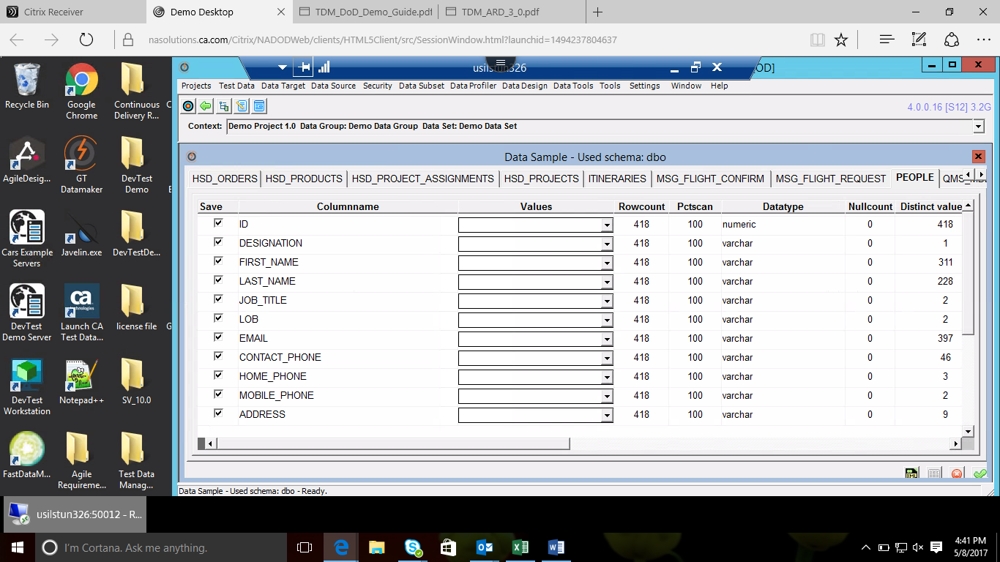 Citrix Receiver
Demo Desktop
TDM_DoD_Demo_Guide.pdf
TDM_ARD_3_0.pdf
nasolutions.ca.com/Citrix/NADODWeb/clients/HTML5Client/src/SessionWindow.html?launchid=1494237804637
usilstun326
OD]
Projects Test Data Data Target Data Source Security Data Subset Data Profiler Data Design Data Tools Tools Settings Window Help
4.0.0.16 [S12] 3.2G
Context: Demo Project 1.0 Data Group: Demo Data Group Data Set: Demo Data Set
Data Sample - Used schema: dbo
HSD_ORDERS HSD_PRODUCTS HSD_PROJECT_ASSIGNMENTS HSD_PROJECTS ITINERARIES MSG_FLIGHT_CONFIRM MSG_FLIGHT_REQUEST PEOPLE
Save Columnname Values Rowcount Pctscan Datatype Nullcount Distinct value
ID 418 100 numeric 0 418
DESIGNATION 418 100 varchar 0 1
FIRST_NAME 418 100 varchar 0 311
LAST_NAME 418 100 varchar 0 228
JOB_TITLE 418 100 varchar 0 2
LOB 418 100 varchar 0 2
EMAIL 418 100 varchar 0 397
CONTACT_PHONE 418 100 varchar 0 46
HOME_PHONE 418 100 varchar 0 3
MOBILE_PHONE 418 100 varchar 0 2
ADDRESS 418 100 varchar 0 9
XML
Data Sample - Used schema: dbo - Ready.
Recycle Bin
Google
Chrome
Continuous
Delivery R...
C
AgileDesig...
GT
Datamaker
DevTest
Demo
E
Cars Example
Servers
Javelin.exe
DevTestDe...
DevTest
Demo Server
ca
technologies
Launch CA
Test Data...
license file
G
DevTest
Workstation
Notepad++
SV_10.0
FastDataM...
Agile
Requireme...
Test Data
Manag...
usilstun326:50012 - R...
I'm Cortana. Ask me anything.
4:41 PM
5/8/2017